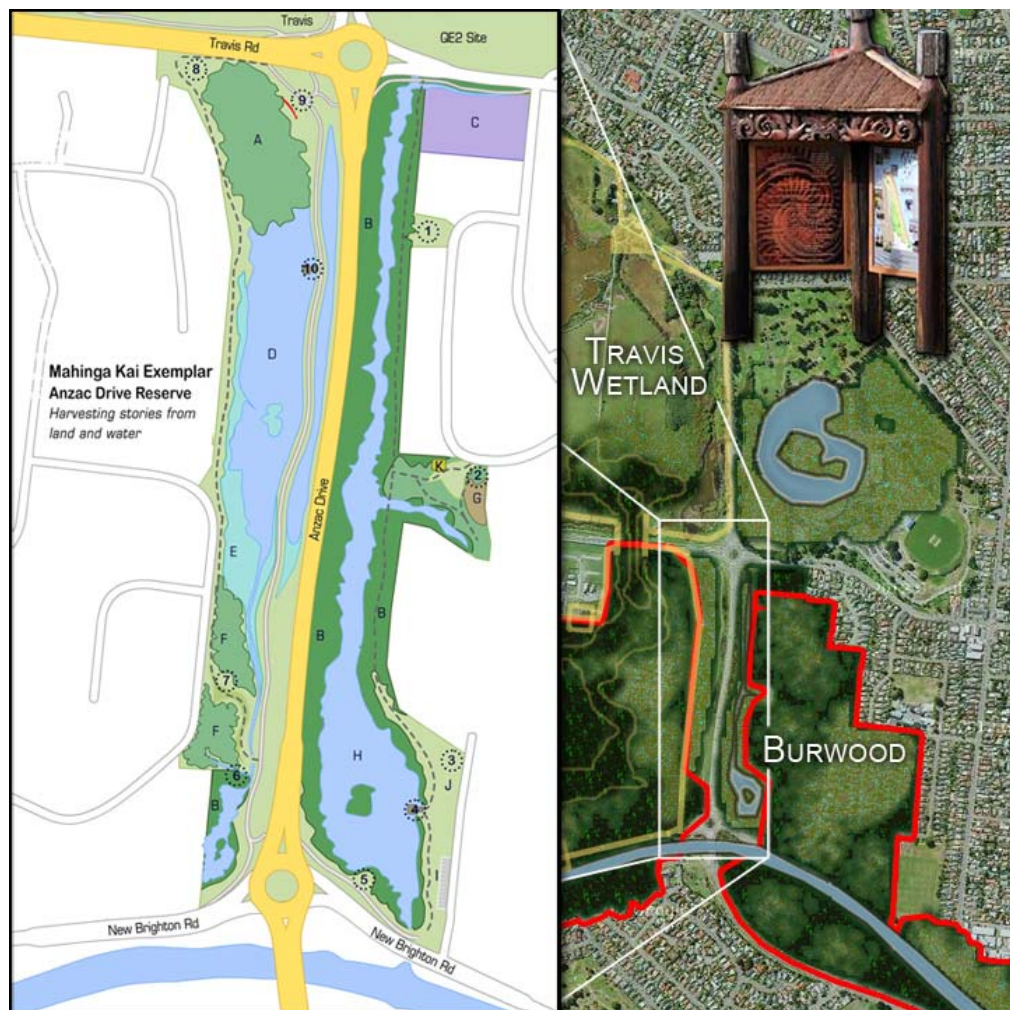 Travis
Travis Rd
QE2 Site
8
9
A
C
B
1
10
D
Mahinga Kai Exemplar
Anzac Drive Reserve
Harvesting stories from
land and water
Anzac Drive
K
2
G
E
B
B
F
7
F
H
3
J
6
4
B
5
I
New Brighton Rd
New Brighton Rd
TRAVIS
WETLAND
BURWOOD